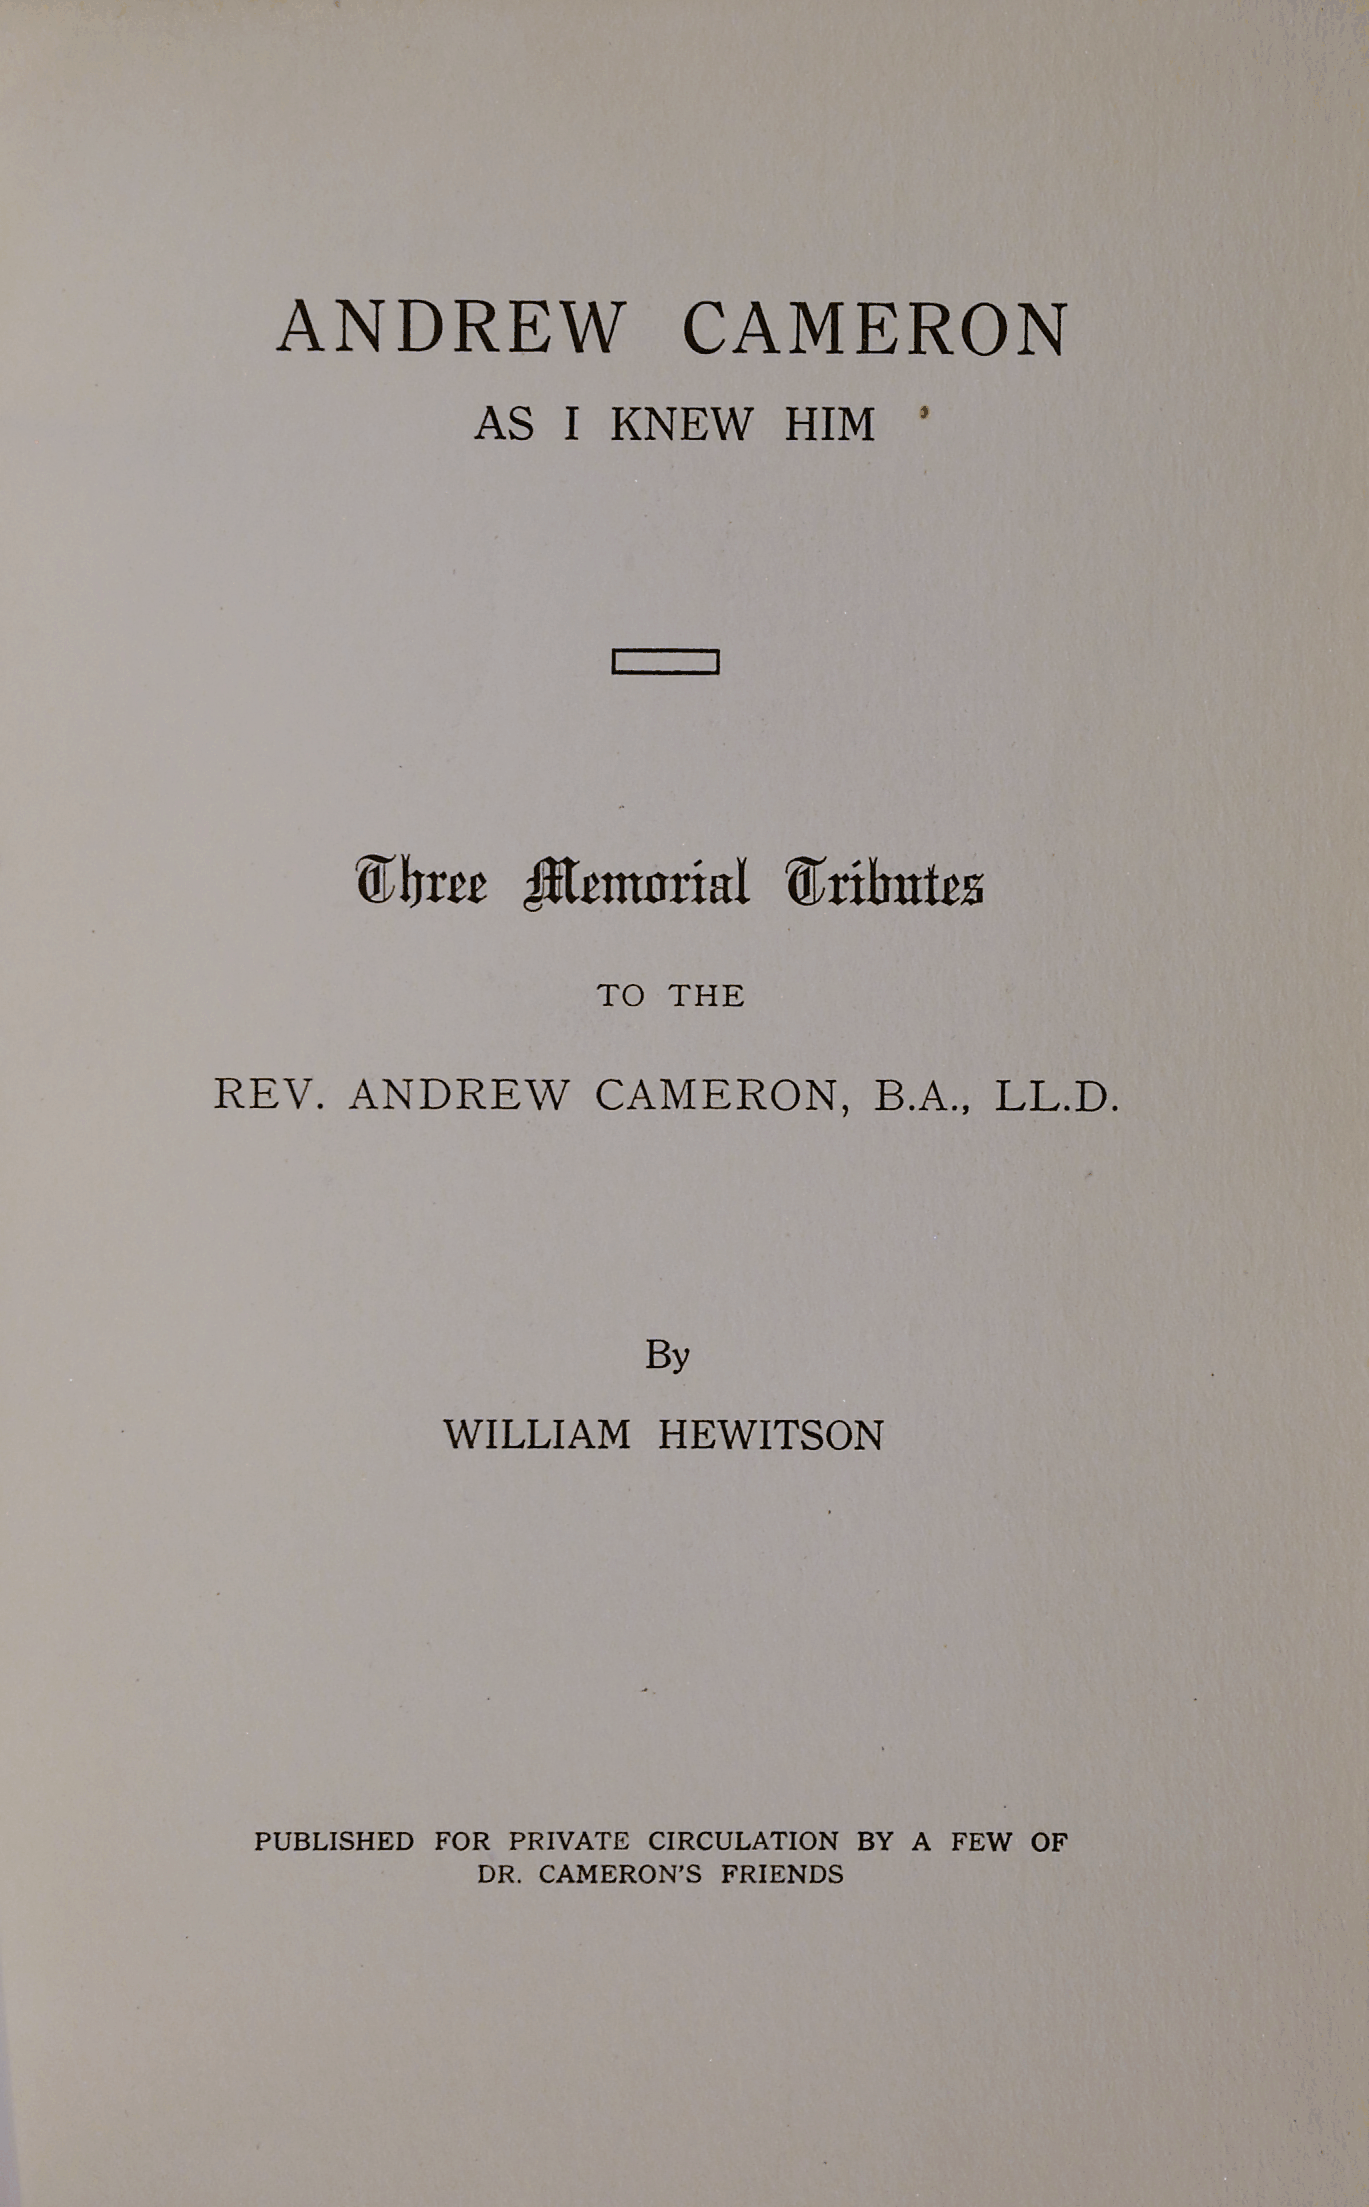 ANDREW CAMERON
AS I KNEW HIM
Three Memorial Tributes
TO THE
REV. ANDREW CAMERON, B.A., LL.D.
By
WILLIAM HEWITSON
PUBLISHED FOR PRIVATE CIRCULATION BY A FEW OF
DR. CAMERON'S FRIENDS